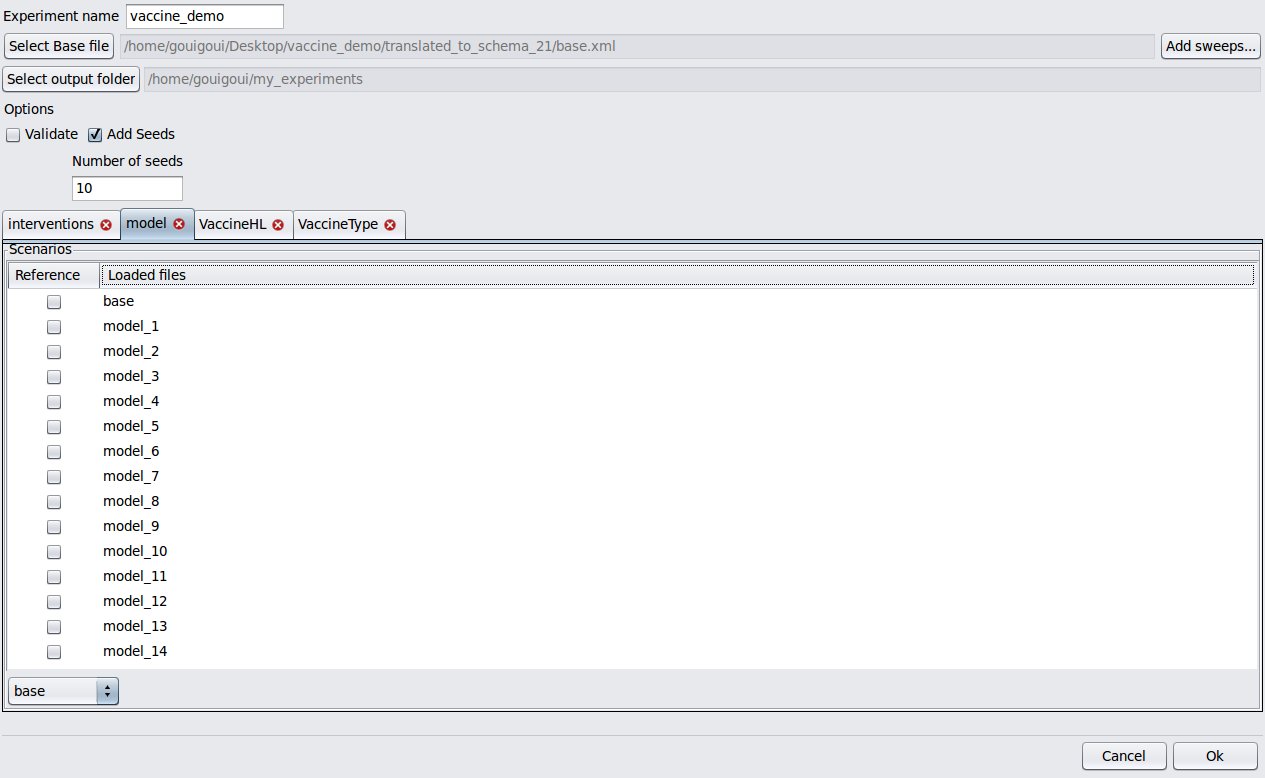 Experiment name vaccine_demo
Select Base file /home/gouigoui/Desktop/vaccine_demo/translated_to_schema_21/base.xml Add sweeps...
Select output folder /home/gouigoui/my_experiments
Options
Validate Add Seeds
Number of seeds
10
interventions model VaccineHL VaccineType
Scenarios
Reference Loaded files
base
model_1
model_2
model_3
model_4
model_5
model_6
model_7
model_8
model_9
model_10
model_11
model_12
model_13
model_14
base
Cancel Ok